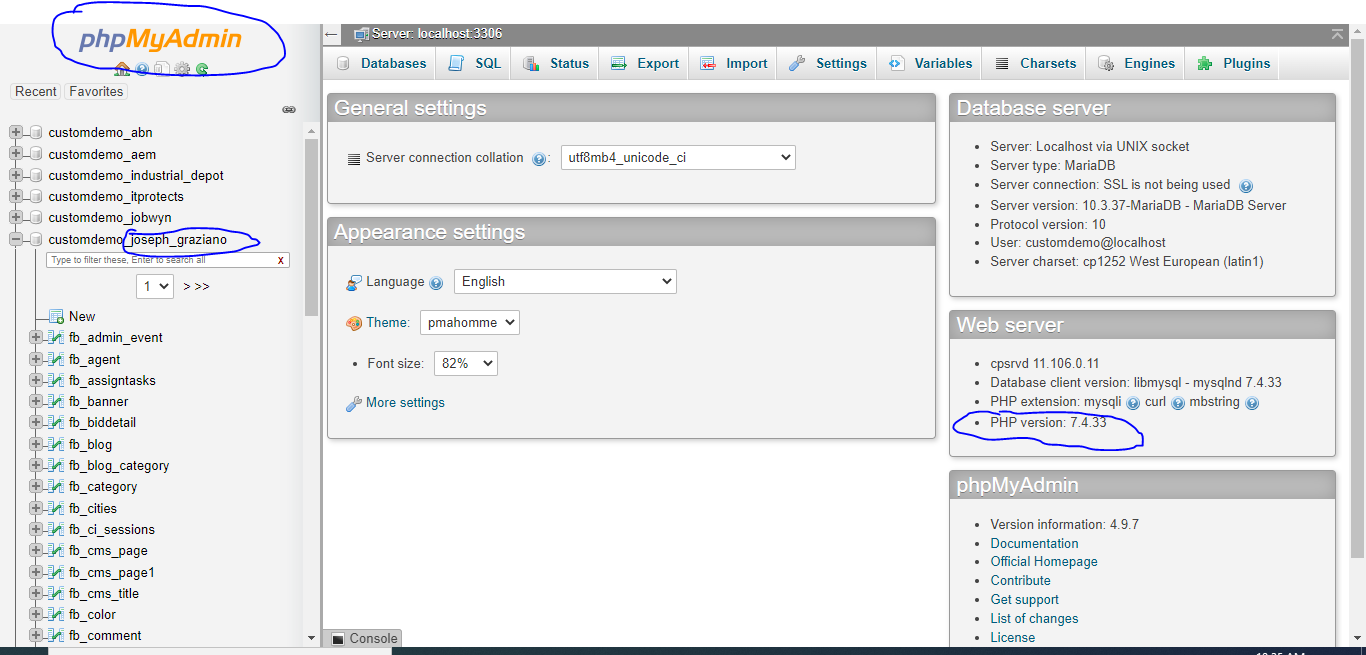 phpMyAdmin
Recent Favorites
customdemo_abn
customdemo_aem
customdemo_industrial_depot
customdemo_itprotects
customdemo_jobwyn
customdemo_joseph_graziano
Type to filter these, Enter to search all X
1 > >>
New
fb_admin_event
fb_agent
fb_assigntasks
fb_banner
fb_biddetail
fb_blog
fb_blog_category
fb_category
fb_cities
fb_ci_sessions
fb_cms_page
fb_cms_page1
fb_cms_title
fb_color
fb_comment
Server: localhost:3306
Databases SQL Status Export Import Settings Variables Charsets Engines Plugins
General settings
Server connection collation : utf8mb4_unicode_ci
Appearance settings
Language English
Theme: pmahomme
• Font size: 82%
More settings
Console
Database server
• Server: Localhost via UNIX socket
• Server type: MariaDB
• Server connection: SSL is not being used
• Server version: 10.3.37-MariaDB - MariaDB Server
• Protocol version: 10
• User: customdemo@localhost
• Server charset: cp1252 West European (latin1)
Web server
• cpsrvd 11.106.0.11
• Database client version: libmysql - mysqlnd 7.4.33
• PHP extension: mysqli curl mbstring
• PHP version: 7.4.33
phpMyAdmin
• Version information: 4.9.7
• Documentation
• Official Homepage
• Contribute
• Get support
• List of changes
• License